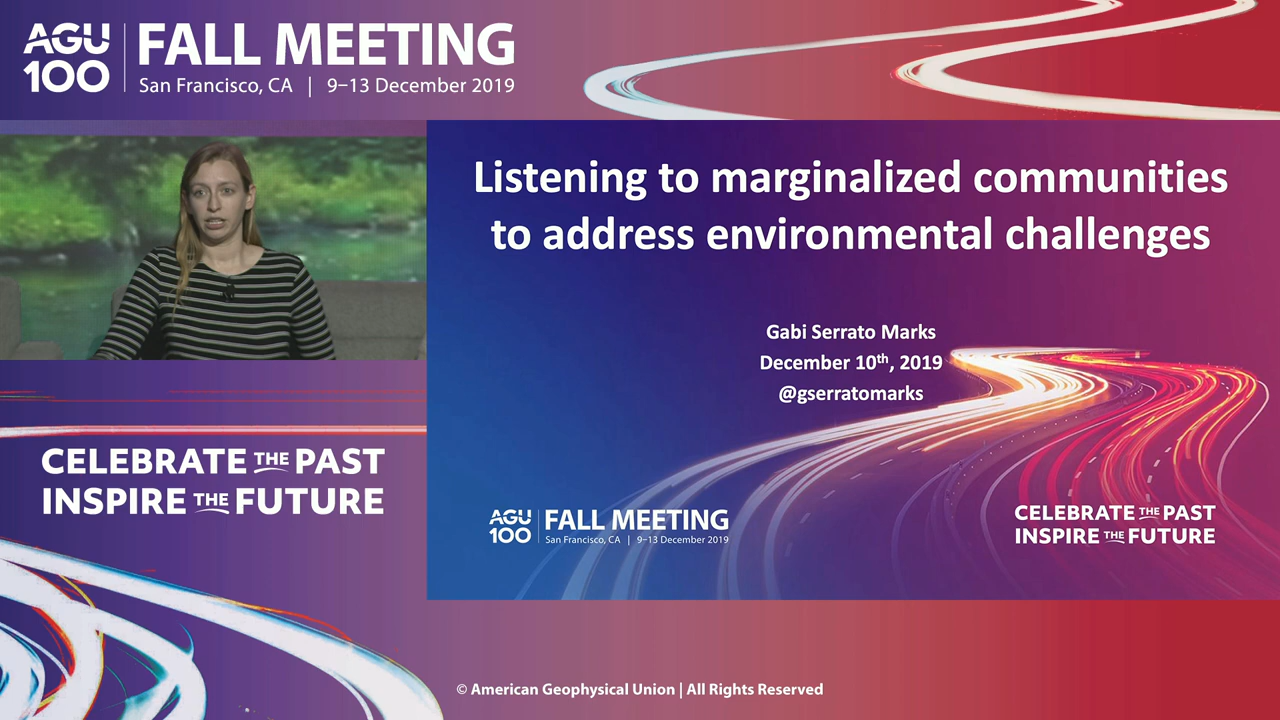 AGU
100
FALL MEETING
San Francisco, CA | 9–13 December 2019
Listening to marginalized communities
to address environmental challenges
Gabi Serrato Marks
December 10th, 2019
@gserratomarks
CELEBRATE THE PAST
INSPIRE THE FUTURE
AGU
100
FALL MEETING
San Francisco, CA | 9–13 December 2019
CELEBRATE THE PAST
INSPIRE THE FUTURE
© American Geophysical Union | All Rights Reserved